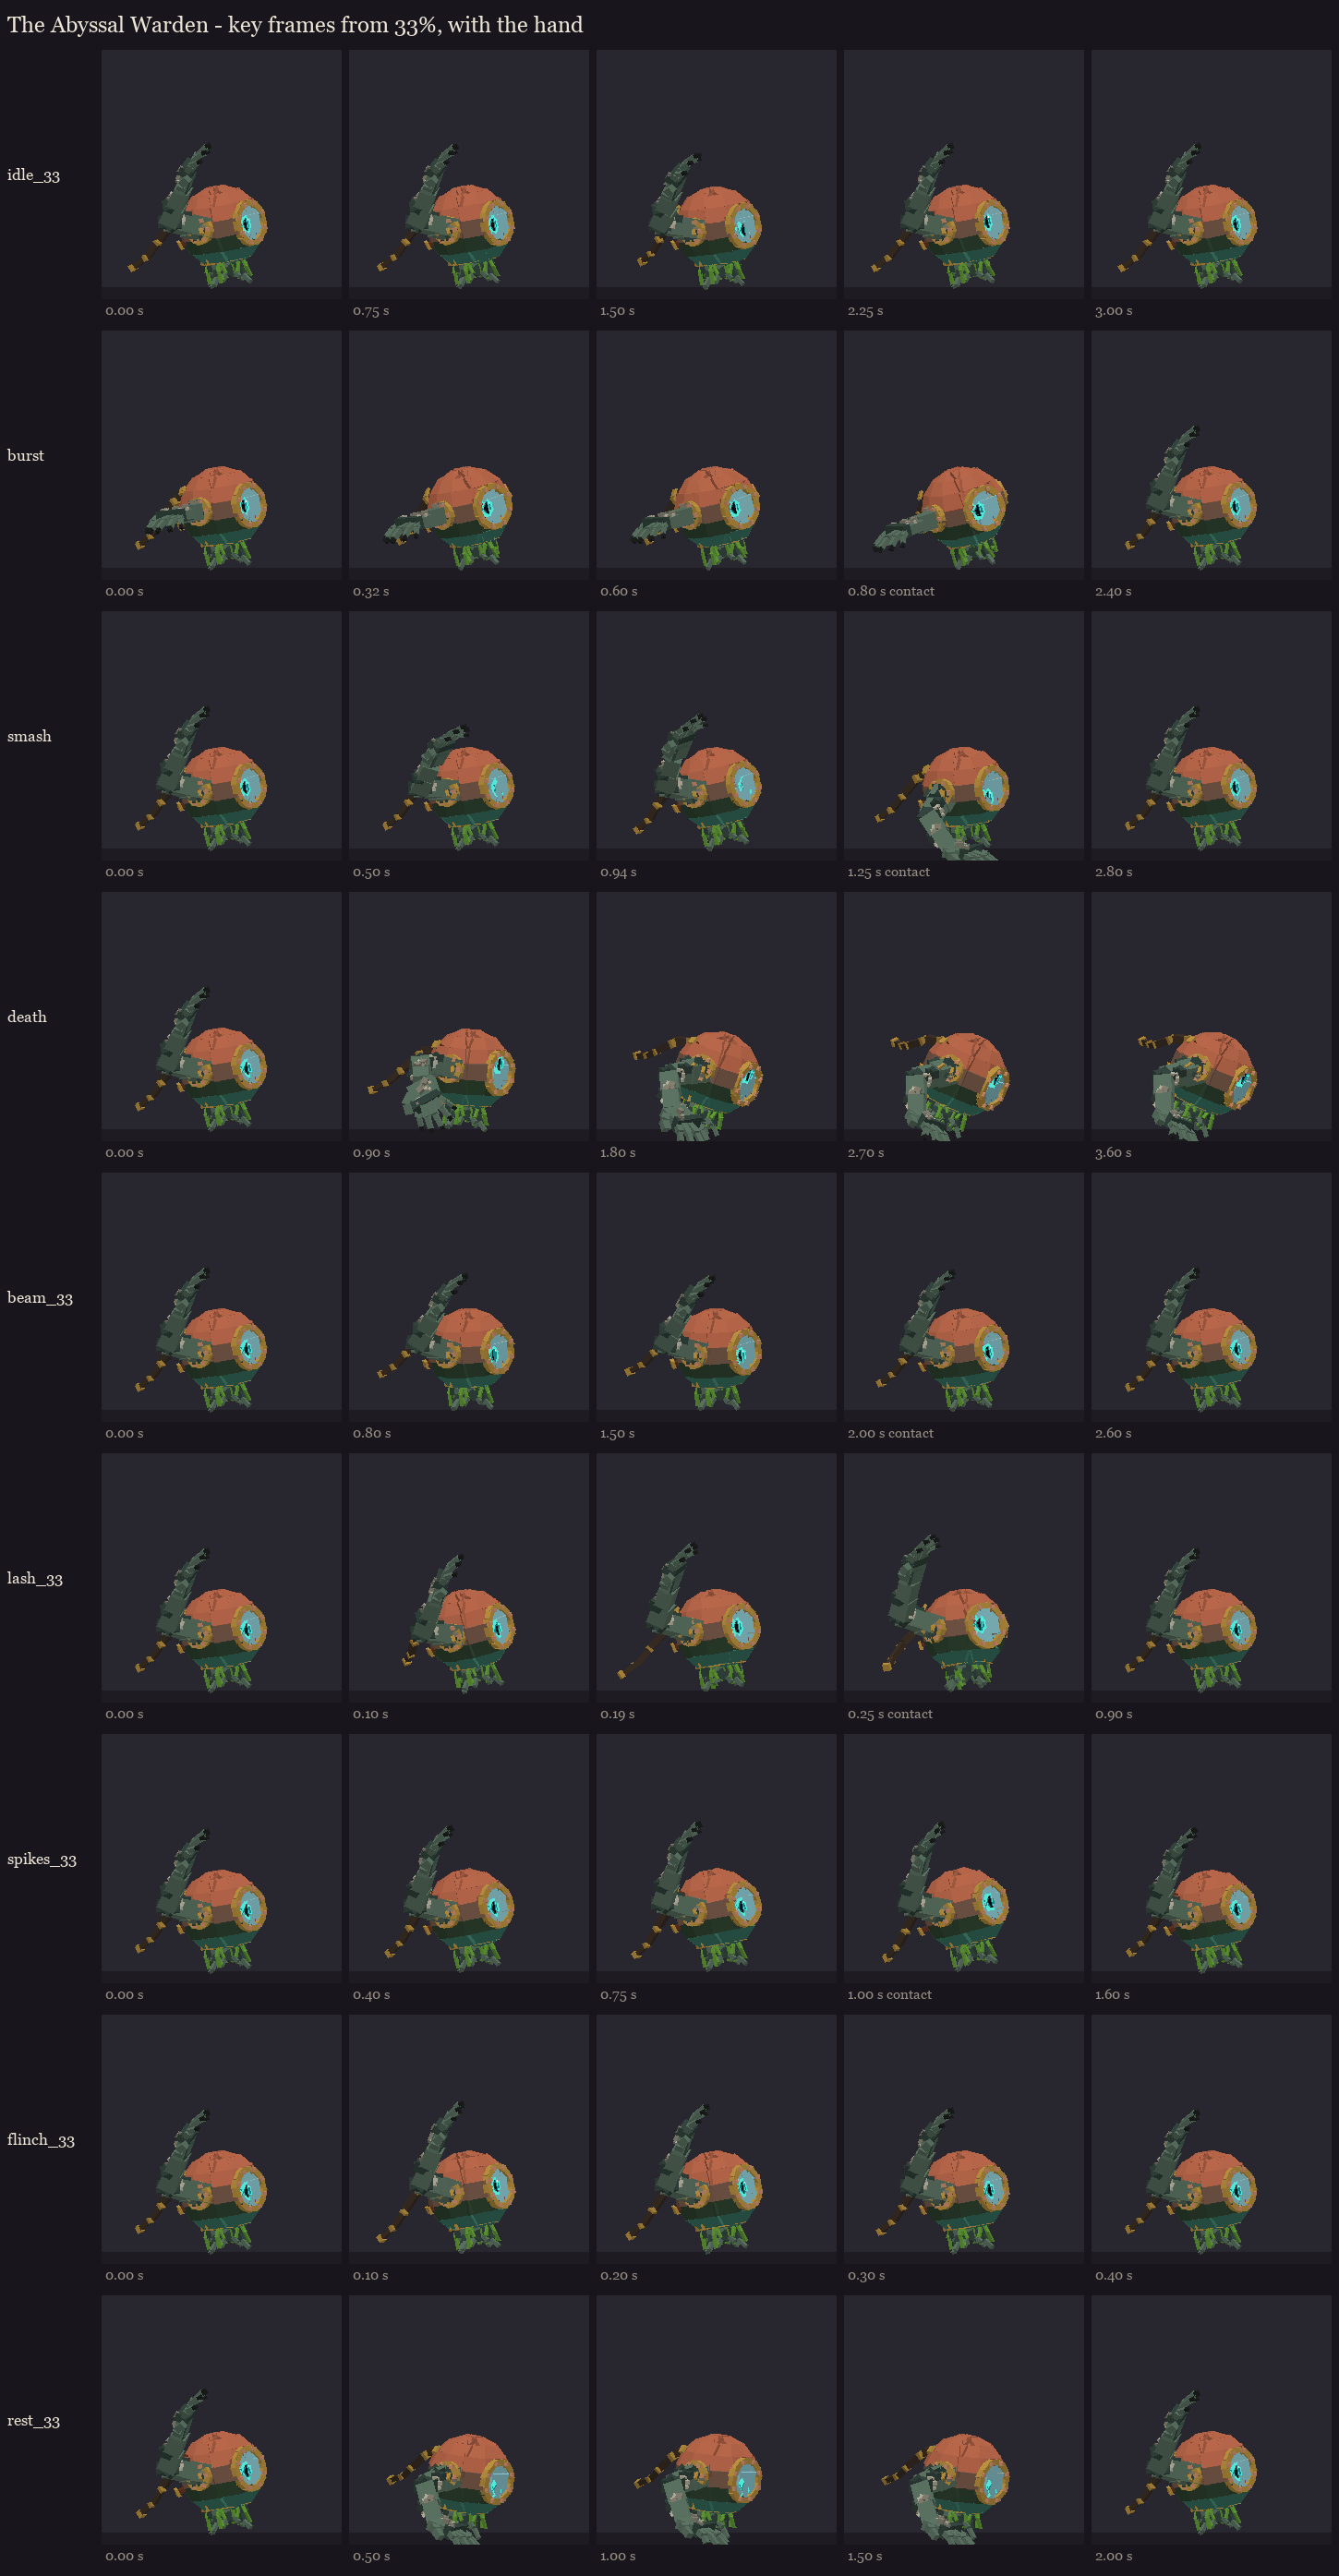 The Abyssal Warden - key frames from 33%, with the hand
idle_33
0.00 s 0.75 s 1.50 s 2.25 s 3.00 s
burst
0.00 s 0.32 s 0.60 s 0.80 s contact 2.40 s
smash
0.00 s 0.50 s 0.94 s 1.25 s contact 2.80 s
death
0.00 s 0.90 s 1.80 s 2.70 s 3.60 s
beam_33
0.00 s 0.80 s 1.50 s 2.00 s contact 2.60 s
lash_33
0.00 s 0.10 s 0.19 s 0.25 s contact 0.90 s
spikes_33
0.00 s 0.40 s 0.75 s 1.00 s contact 1.60 s
flinch_33
0.00 s 0.10 s 0.20 s 0.30 s 0.40 s
rest_33
0.00 s 0.50 s 1.00 s 1.50 s 2.00 s